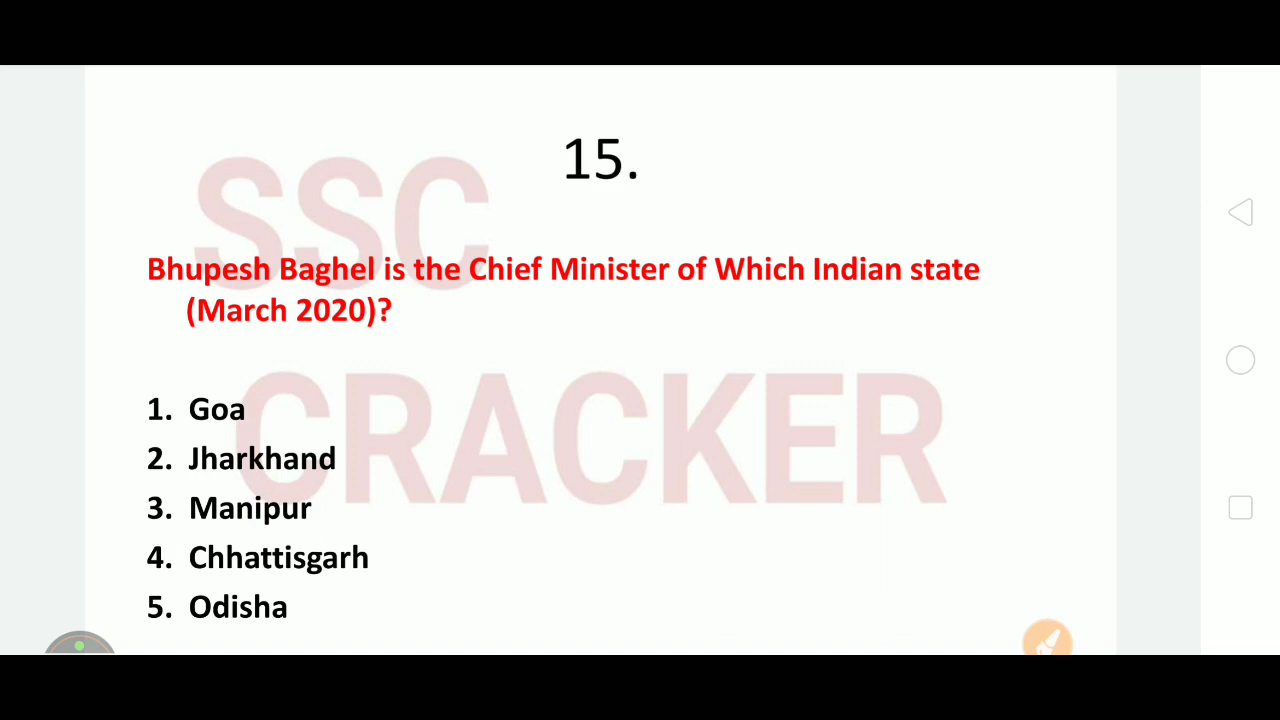 15.
SSC
Bhupesh Baghel is the Chief Minister of Which Indian state
(March 2020)?
CRACKER
1. Goa
2. Jharkhand
3. Manipur
4. Chhattisgarh
5. Odisha